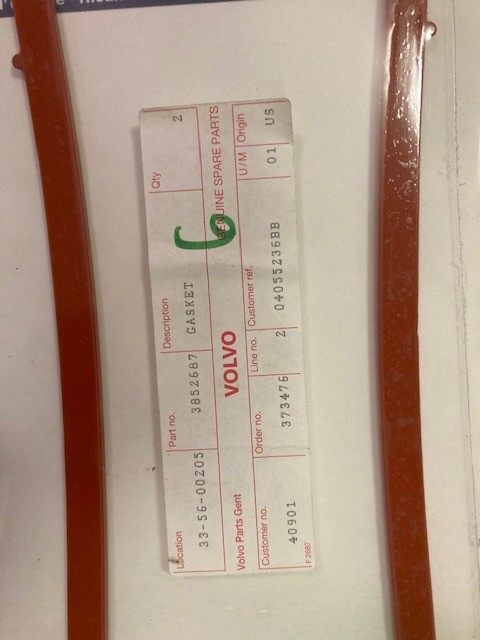 Location Part no. Description Qty
33-56-00205 3852687 GASKET 2
Volvo Parts Gent VOLVO GENUINE SPARE PARTS
Customer no. Order no. Line no. Customer ref. U/M Origin
40901 373476 2 04055236BB 01 US
F 2687